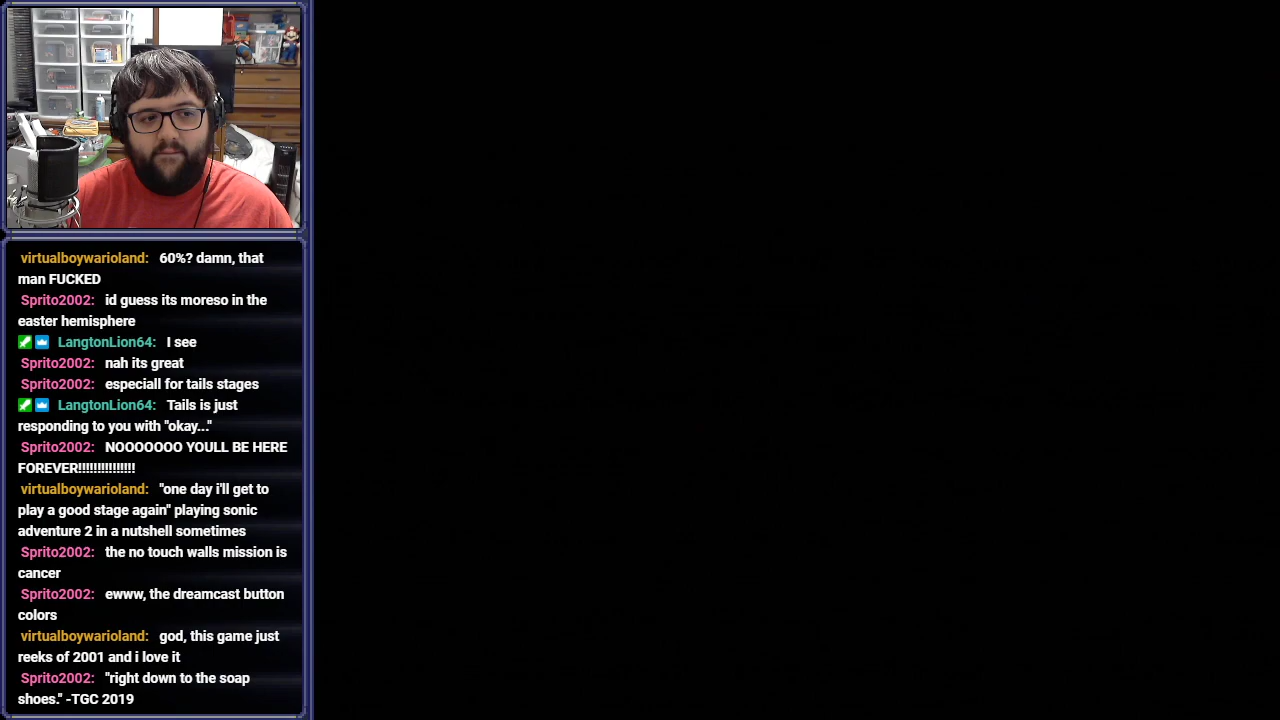 virtualboywarioland: 60%? damn, that
man FUCKED
Sprito2002: id guess its moreso in the
easter hemisphere
LangtonLion64: I see
Sprito2002: nah its great
Sprito2002: especiall for tails stages
LangtonLion64: Tails is just
responding to you with "okay..."
Sprito2002: NOOOOOOO YOULL BE HERE
FOREVER!!!!!!!!!!!!!!!
virtualboywarioland: "one day i'll get to
play a good stage again" playing sonic
adventure 2 in a nutshell sometimes
Sprito2002: the no touch walls mission is
cancer
Sprito2002: ewww, the dreamcast button
colors
virtualboywarioland: god, this game just
reeks of 2001 and i love it
Sprito2002: "right down to the soap
shoes." -TGC 2019